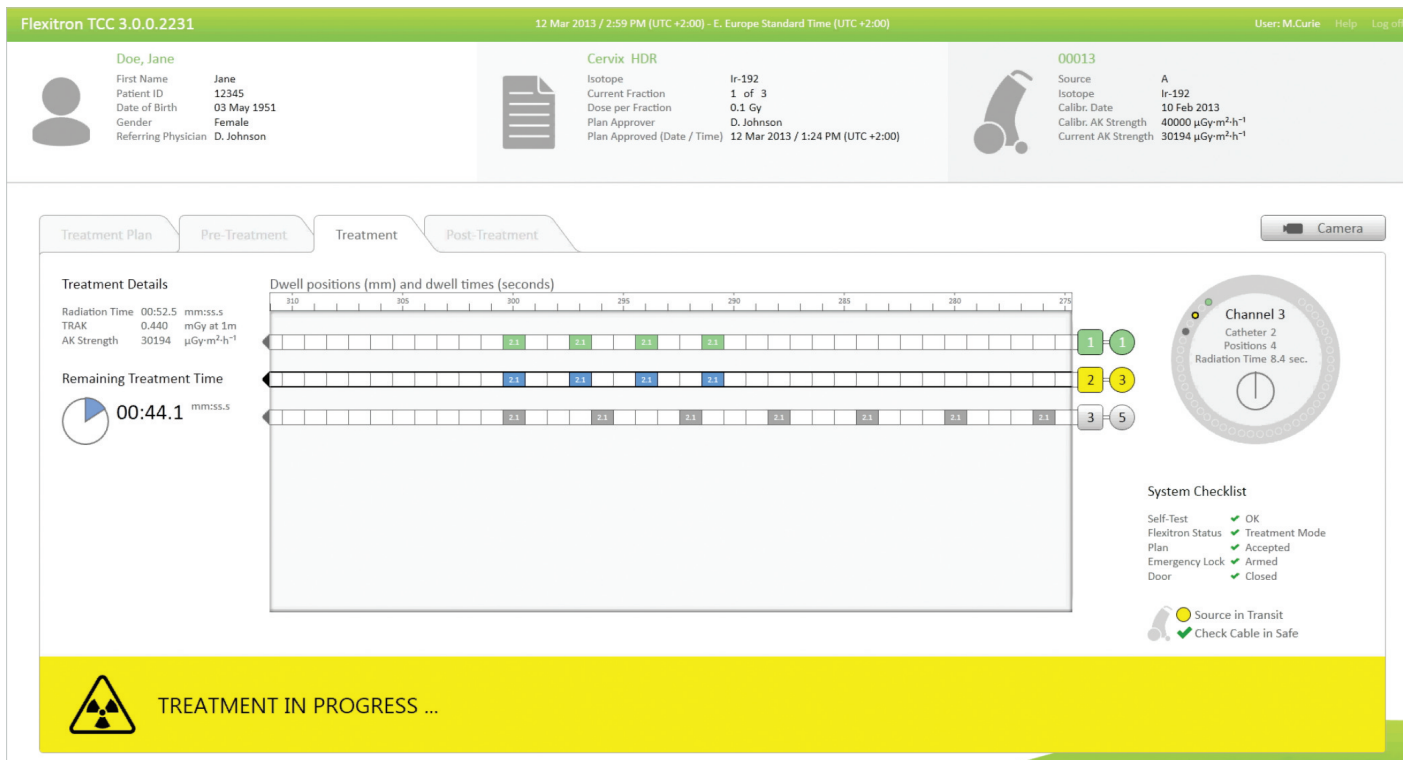 Flexitron TCC 3.0.0.2231
12 Mar 2013 / 2:59 PM (UTC +2:00) - E. Europe Standard Time (UTC +2:00)
User: M.Curie Help Log off
Doe, Jane
First Name Jane
Patient ID 12345
Date of Birth 03 May 1951
Gender Female
Referring Physician D. Johnson
Cervix HDR
Isotope Ir-192
Current Fraction 1 of 3
Dose per Fraction 0.1 Gy
Plan Approver D. Johnson
Plan Approved (Date / Time) 12 Mar 2013 / 1:24 PM (UTC +2:00)
00013
Source A
Isotope Ir-192
Calibr. Date 10 Feb 2013
Calibr. AK Strength 40000 µGy·m²·h⁻¹
Current AK Strength 30194 µGy·m²·h⁻¹
Treatment Plan Pre-Treatment Treatment Post-Treatment
Camera
Treatment Details
Radiation Time 00:52.5 mm:ss.s
TRAK 0.440 mGy at 1m
AK Strength 30194 µGy·m²·h⁻¹
Remaining Treatment Time
00:44.1 mm:ss.s
Dwell positions (mm) and dwell times (seconds)
310 305 300 295 290 285 280 275
2.1 2.1 2.1 2.1 1 1
2.1 2.1 2.1 2.1 2 3
2.1 2.1 2.1 2.1 2.1 2.1 2.1 3 5
Channel 3
Catheter 2
Positions 4
Radiation Time 8.4 sec.
System Checklist
Self-Test OK
Flexitron Status Treatment Mode
Plan Accepted
Emergency Lock Armed
Door Closed
Source in Transit
Check Cable in Safe
TREATMENT IN PROGRESS ...